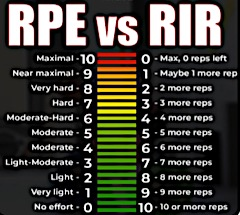 RPE vs RIR
Maximal - 10 0 - Max, 0 reps left
Near maximal - 9 1 - Maybe 1 more rep
Very hard - 8 2 - 2 more reps
Hard - 7 3 - 3 more reps
Moderate-Hard - 6 4 - 4 more reps
Moderate - 5 5 - 5 more reps
Moderate - 4 6 - 6 more reps
Light-Moderate - 3 7 - 7 more reps
Light - 2 8 - 8 more reps
Very light - 1 9 - 9 more reps
No effort - 0 10 - 10 or more reps